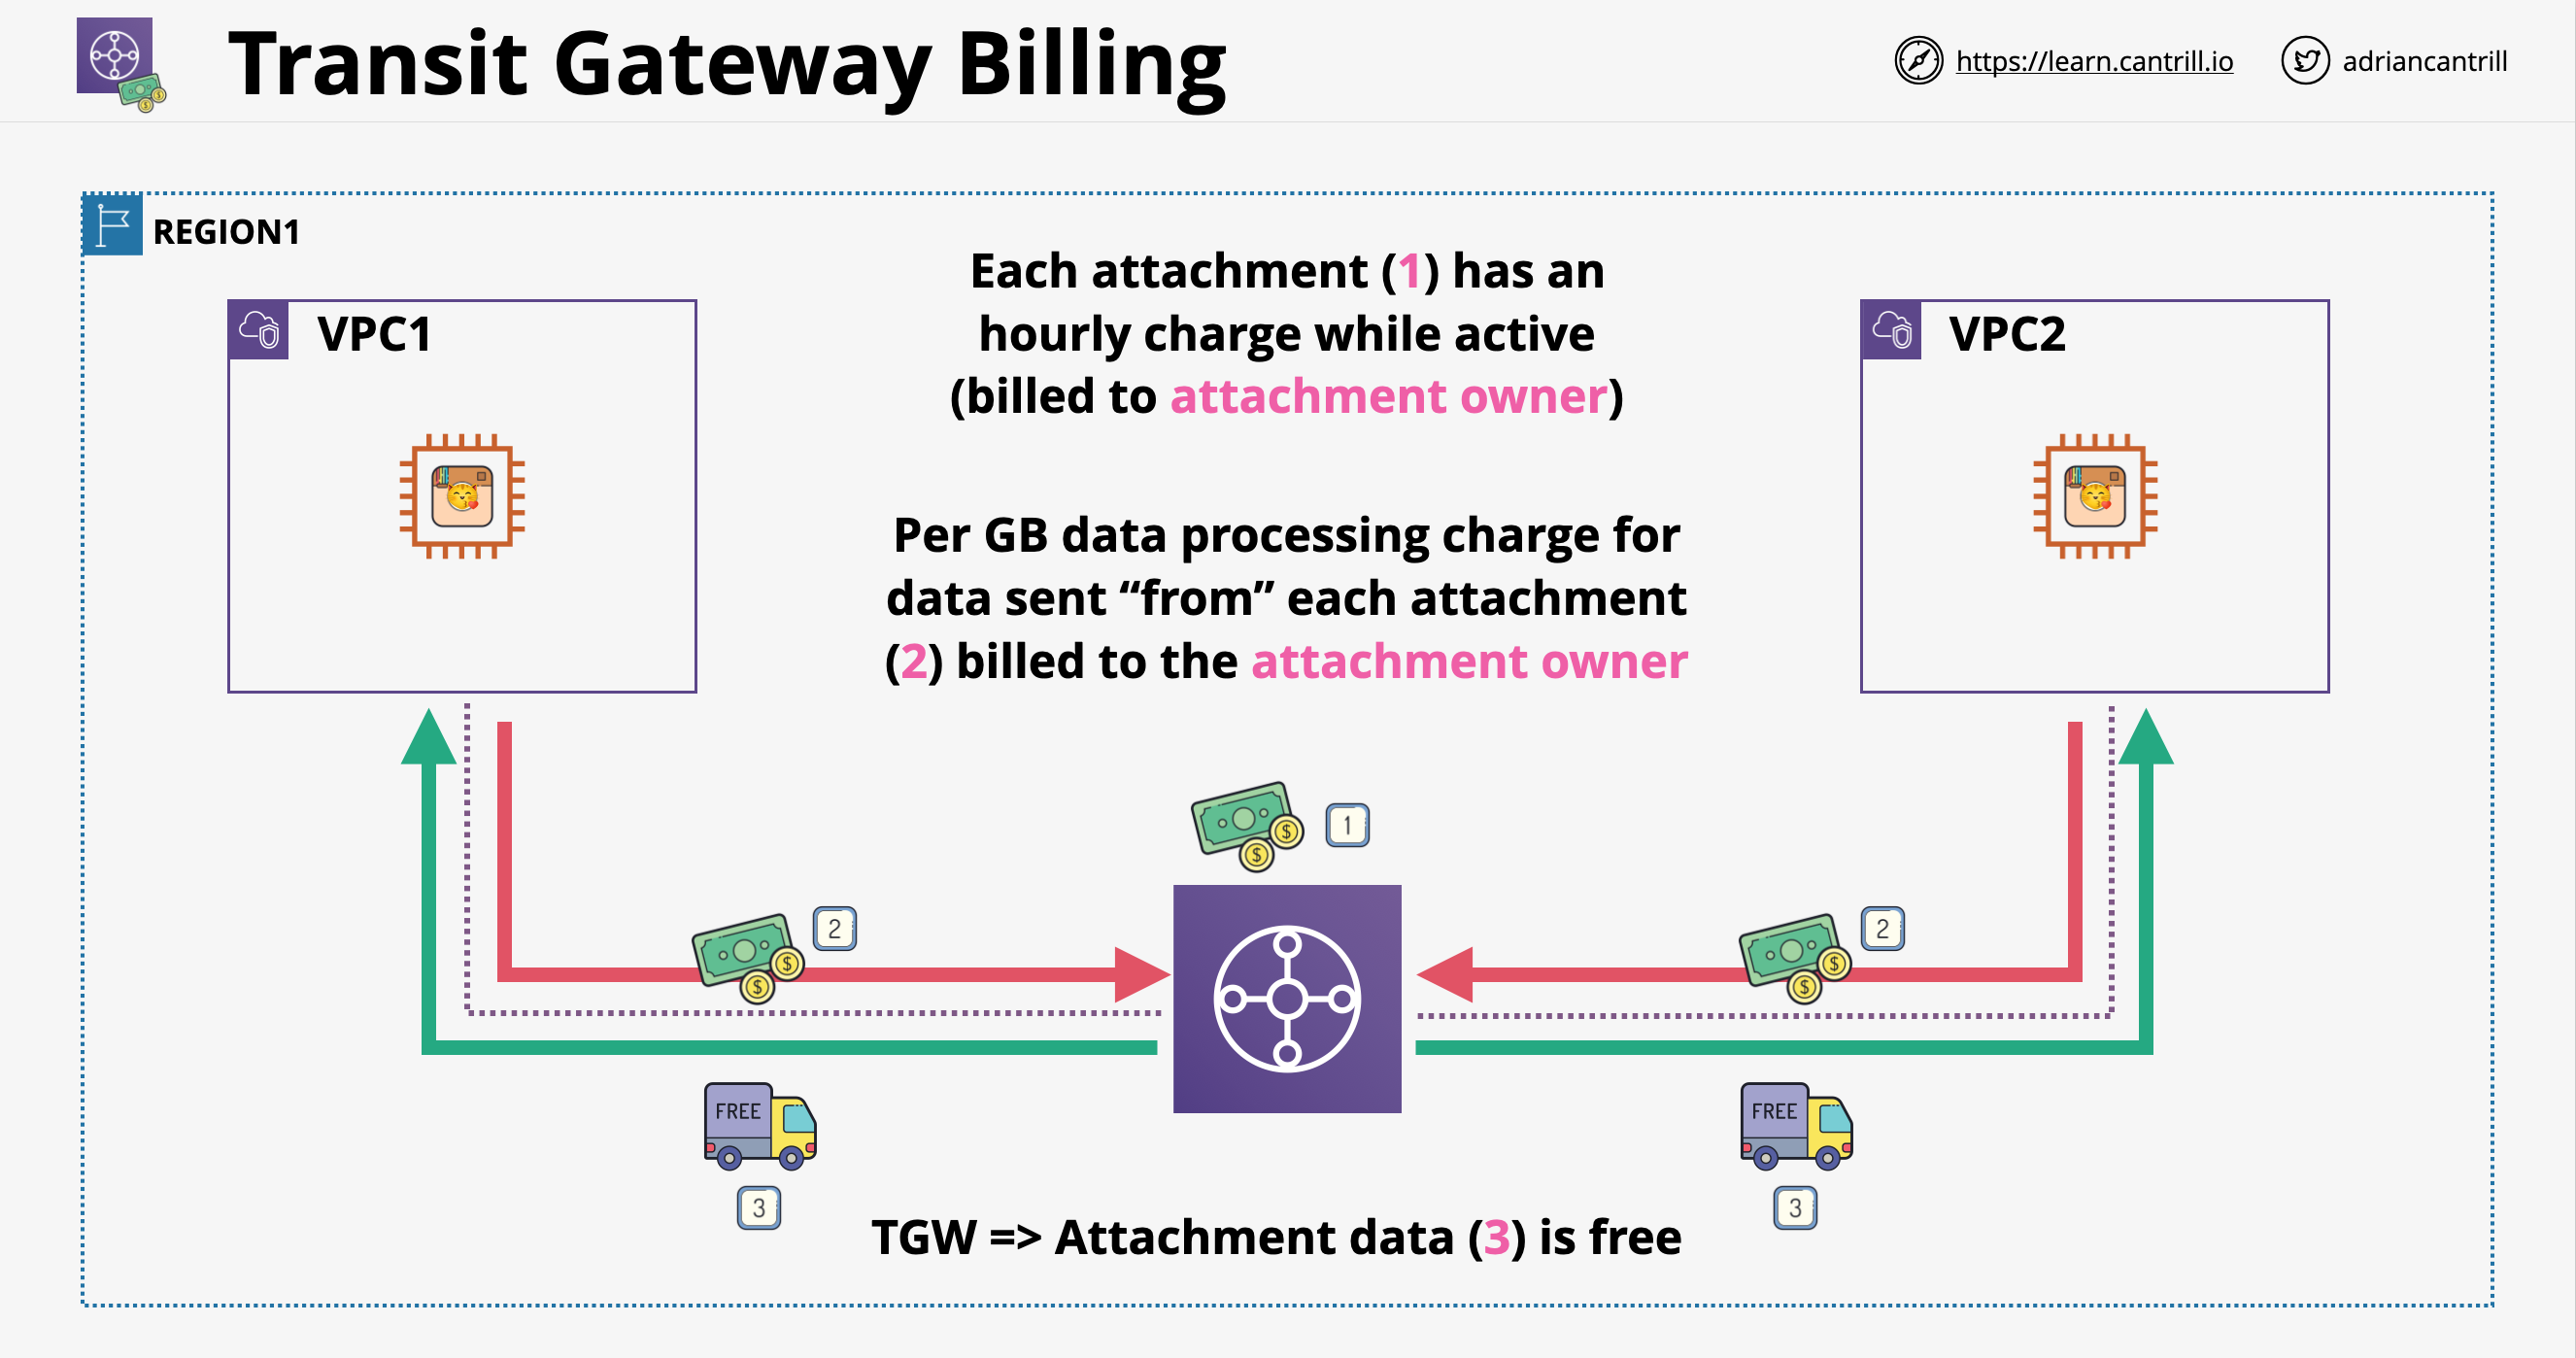 Transit Gateway Billing
https://learn.cantrill.io
adriancantrill
REGION1
VPC1
VPC2
Each attachment (1) has an
hourly charge while active
(billed to attachment owner)
Per GB data processing charge for
data sent “from” each attachment
(2) billed to the attachment owner
1
2
2
FREE
FREE
3
3
TGW => Attachment data (3) is free